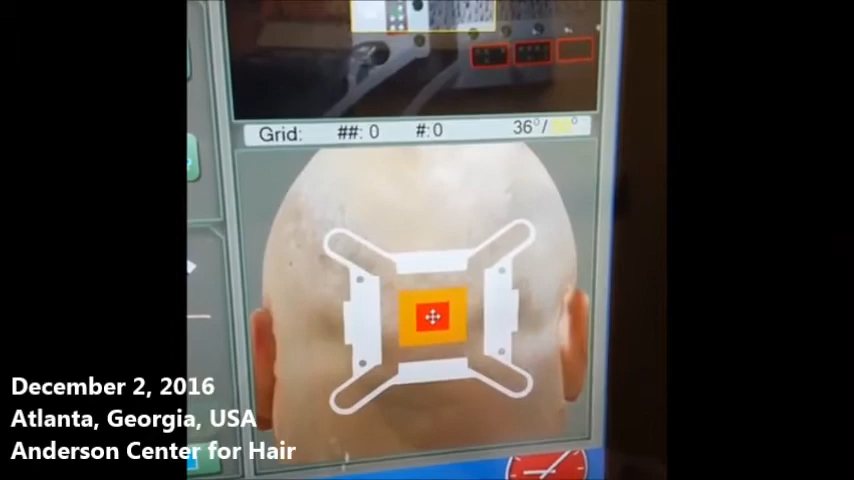 Grid: ##: 0 #: 0 36°/
December 2, 2016
Atlanta, Georgia, USA
Anderson Center for Hair